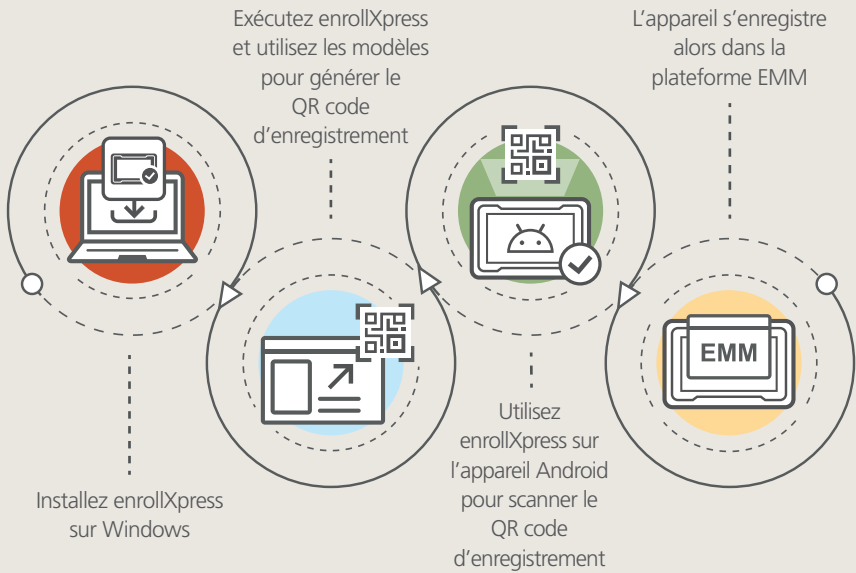 Exécutez enrollXpress
et utilisez les modèles
pour générer le
QR code
d'enregistrement
L'appareil s'enregistre
alors dans la
plateforme EMM
EMM
Installez enrollXpress
sur Windows
Utilisez
enrollXpress sur
l'appareil Android
pour scanner le
QR code
d'enregistrement